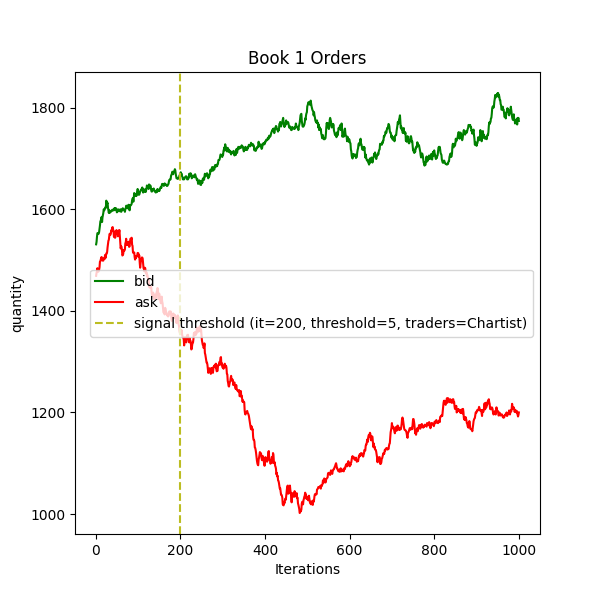 Book 1 Orders
1800
1600
1400
1200
1000
quantity
bid
ask
signal threshold (it=200, threshold=5, traders=Chartist)
0
200
400
600
800
1000
Iterations